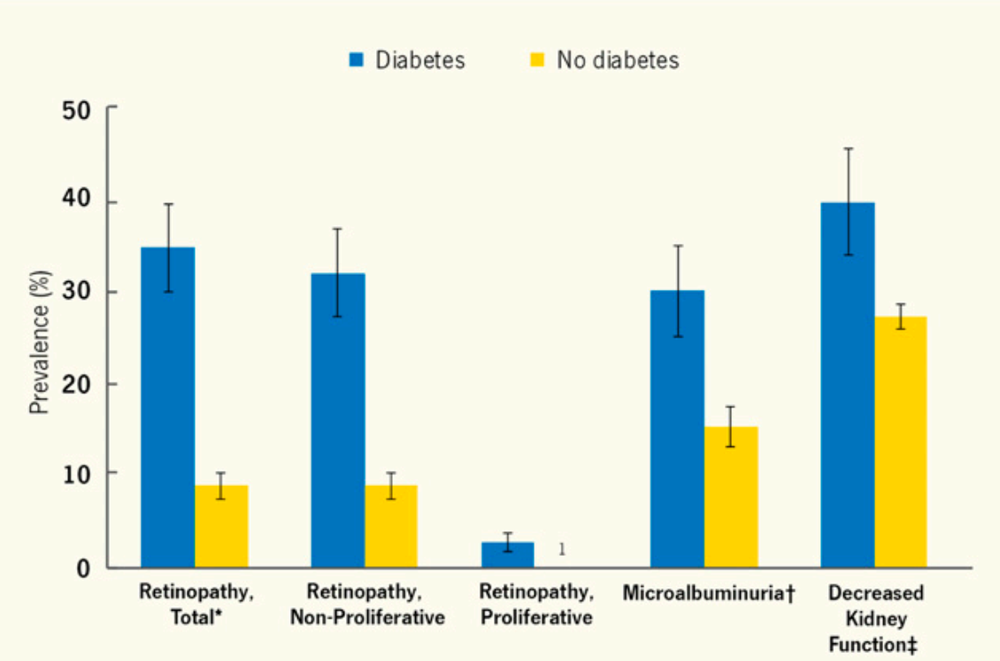 Diabetes No diabetes
Prevalence (%)
50
40
30
20
10
0
1
Retinopathy,
Total*
Retinopathy,
Non-Proliferative
Retinopathy,
Proliferative
Microalbuminuria†
Decreased
Kidney
Function‡